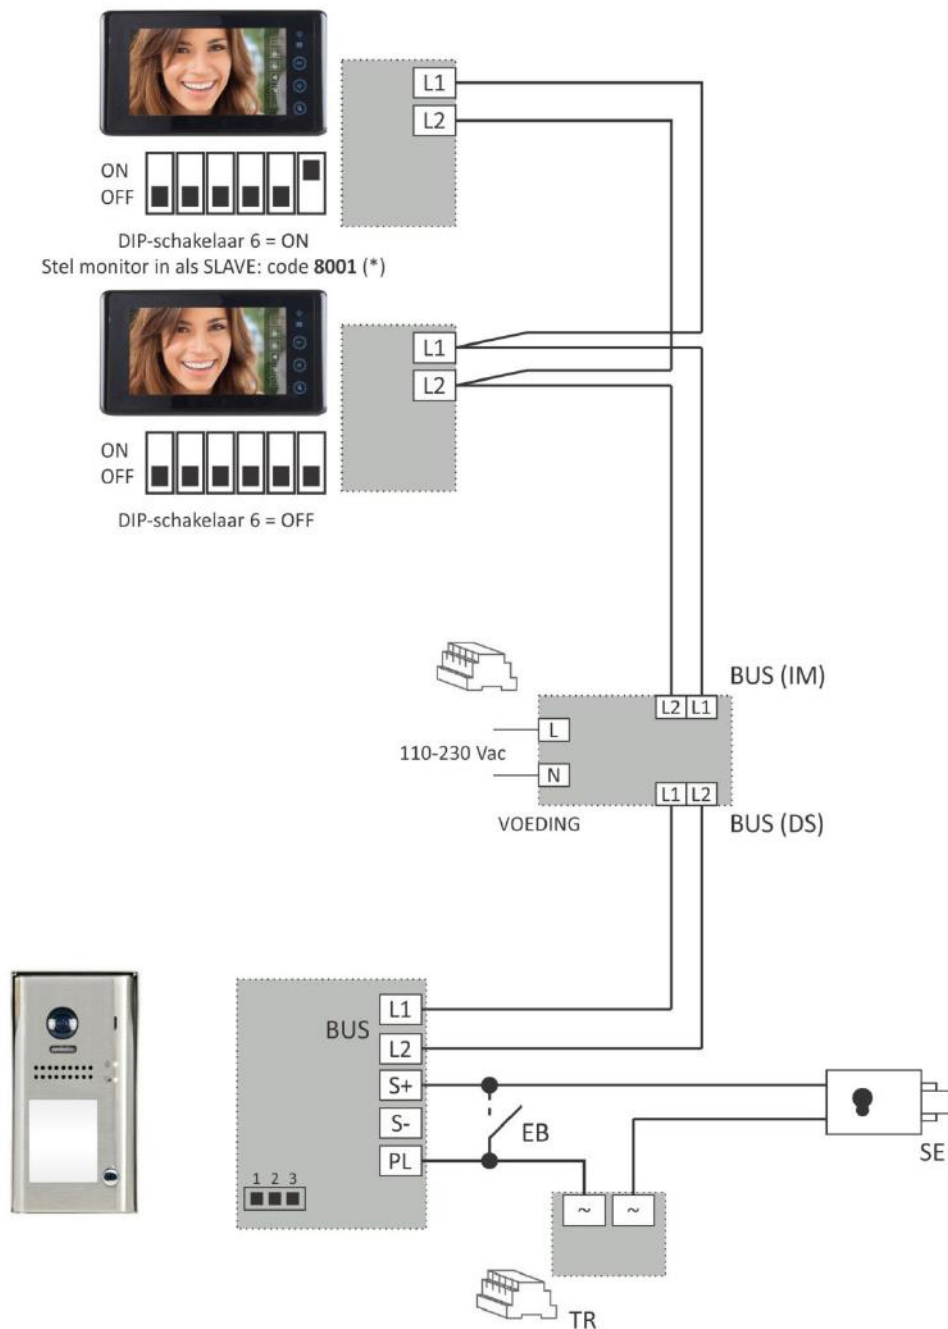 L1
L2
ON
OFF
DIP-schakelaar 6 = ON
Stel monitor in als SLAVE: code 8001 (*)
L1
L2
ON
OFF
DIP-schakelaar 6 = OFF
BUS (IM)
L2 L1
L
110-230 Vac
N
L1 L2
VOEDING
BUS (DS)
L1
BUS
L2
S+
S-
EB
PL
SE
1 2 3
~ ~
TR